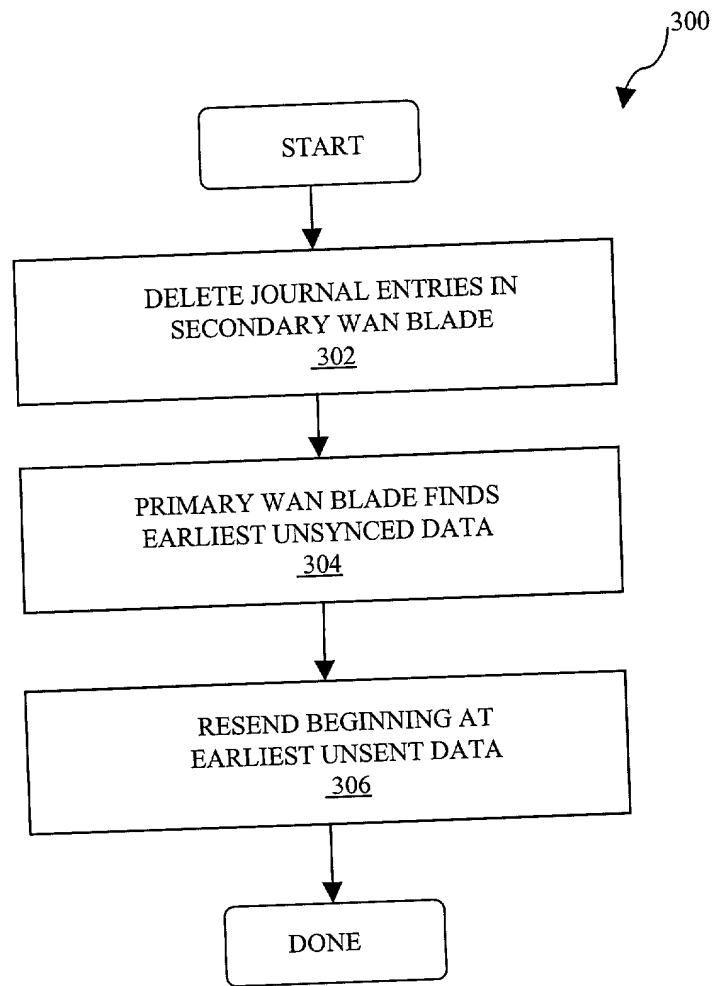 300
START
DELETE JOURNAL ENTRIES IN
SECONDARY WAN BLADE
302
PRIMARY WAN BLADE FINDS
EARLIEST UNSYNCED DATA
304
RESEND BEGINNING AT
EARLIEST UNSENT DATA
306
DONE